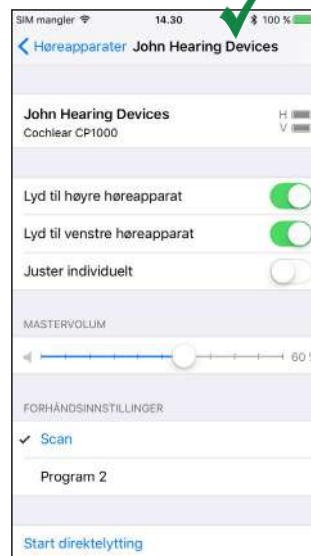 SIM mangler 14.30 100 %
Høreapparater John Hearing Devices
John Hearing Devices H
Cochlear CP1000 V
Lyd til høyre høreapparat
Lyd til venstre høreapparat
Juster individuelt
MASTERVOLUM
60 %
FORHÅNDSINNSTILLINGER
Scan
Program 2
Start direktelytting